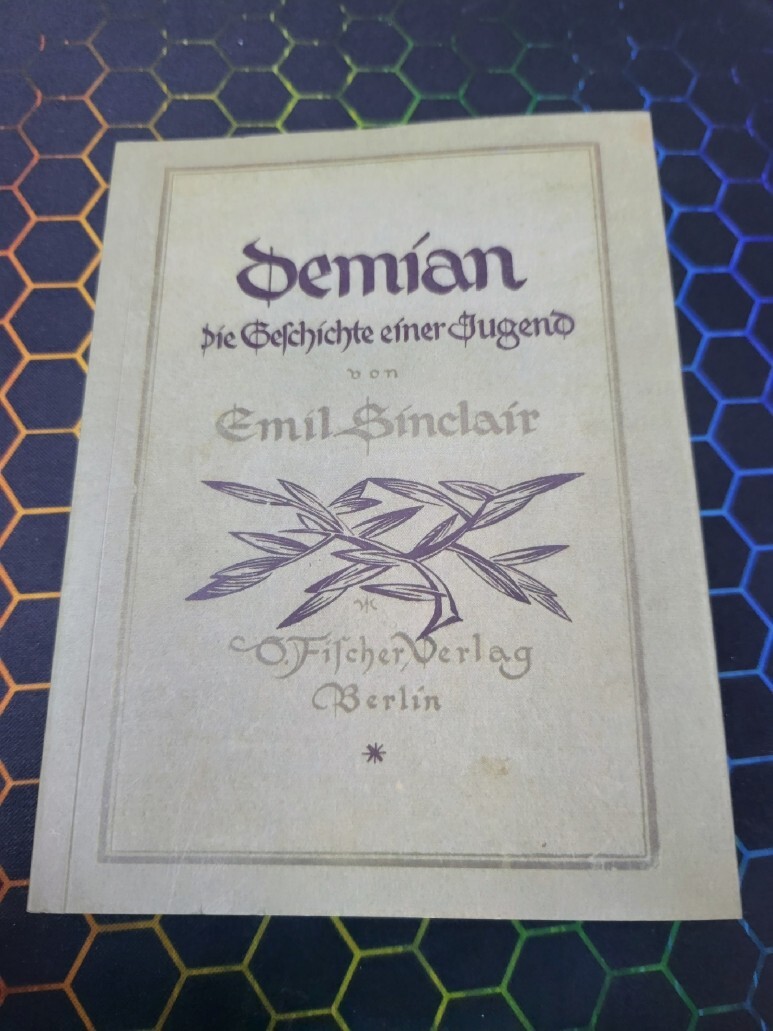 Demian
Die Geschichte einer Jugend
von
Emil Sinclair
S. Fischer, Verlag
Berlin
*